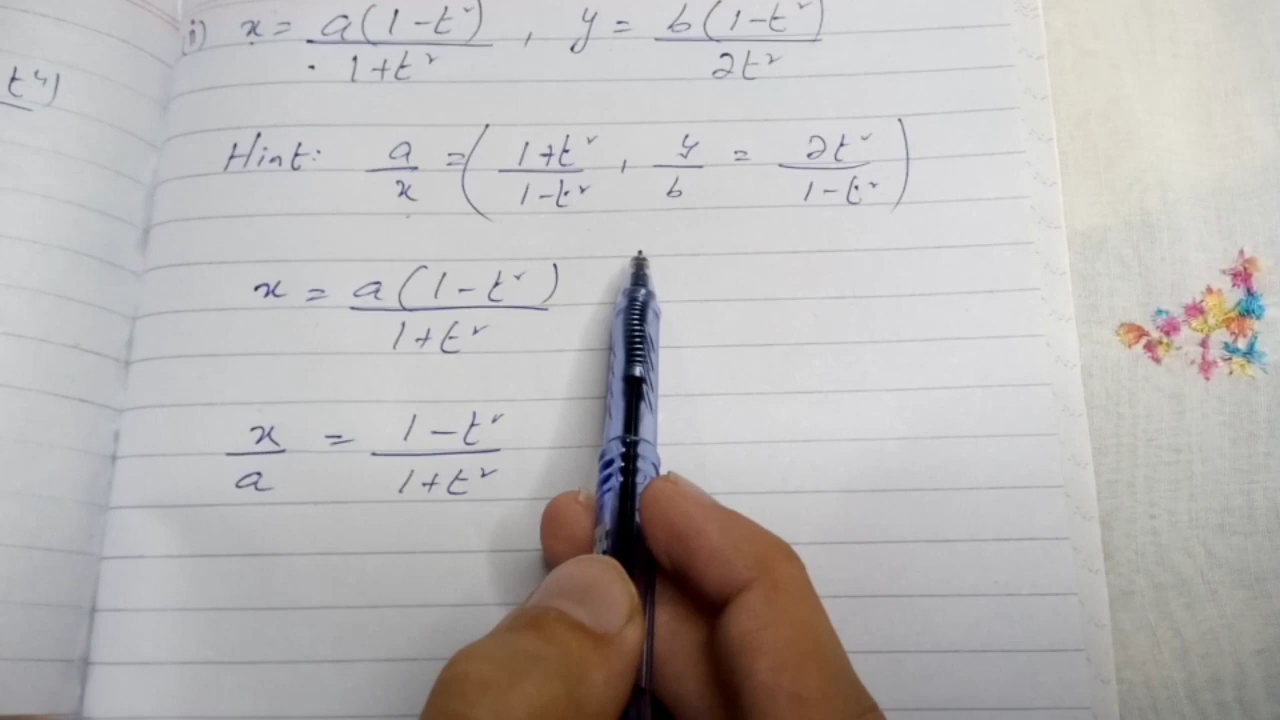 t⁴)
(i) x = a(1-t²)/1+t² , y = b(1-t²)/2t²
Hint: a/x = (1+t²/1-t² , y/b = 2t²/1-t²)
x = a(1-t²)/1+t²
x/a = 1-t²/1+t²